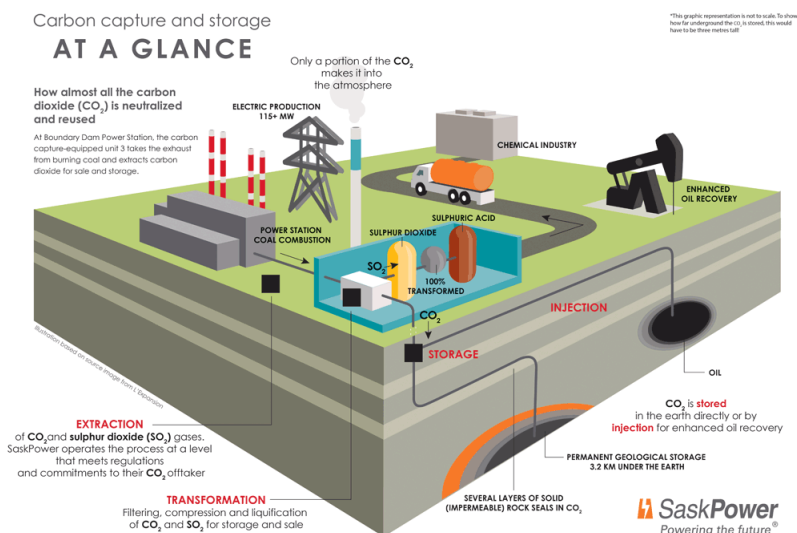 Carbon capture and storage
AT A GLANCE
*This graphic representation is not to scale. To show
how far underground the CO2 is stored, this would
have to be three metres tall!
Only a portion of the CO2
makes it into
the atmosphere
How almost all the carbon
dioxide (CO2) is neutralized
and reused
At Boundary Dam Power Station, the carbon
capture-equipped unit 3 takes the exhaust
from burning coal and extracts carbon
dioxide for sale and storage.
ELECTRIC PRODUCTION
115+ MW
CHEMICAL INDUSTRY
ENHANCED
OIL RECOVERY
POWER STATION
COAL COMBUSTION
SULPHUR DIOXIDE
SULPHURIC ACID
SO2
100%
TRANSFORMED
CO2
INJECTION
STORAGE
OIL
Illustration based on source image from L'Expansion
EXTRACTION
of CO2and sulphur dioxide (SO2) gases.
SaskPower operates the process at a level
that meets regulations
and commitments to their CO2 offtaker
CO2 is stored
in the earth directly or by
injection for enhanced oil recovery
PERMANENT GEOLOGICAL STORAGE
3.2 KM UNDER THE EARTH
TRANSFORMATION
Filtering, compression and liquification
of CO2 and SO2 for storage and sale
SEVERAL LAYERS OF SOLID
(IMPERMEABLE) ROCK SEALS IN CO2
SaskPower
Powering the future®